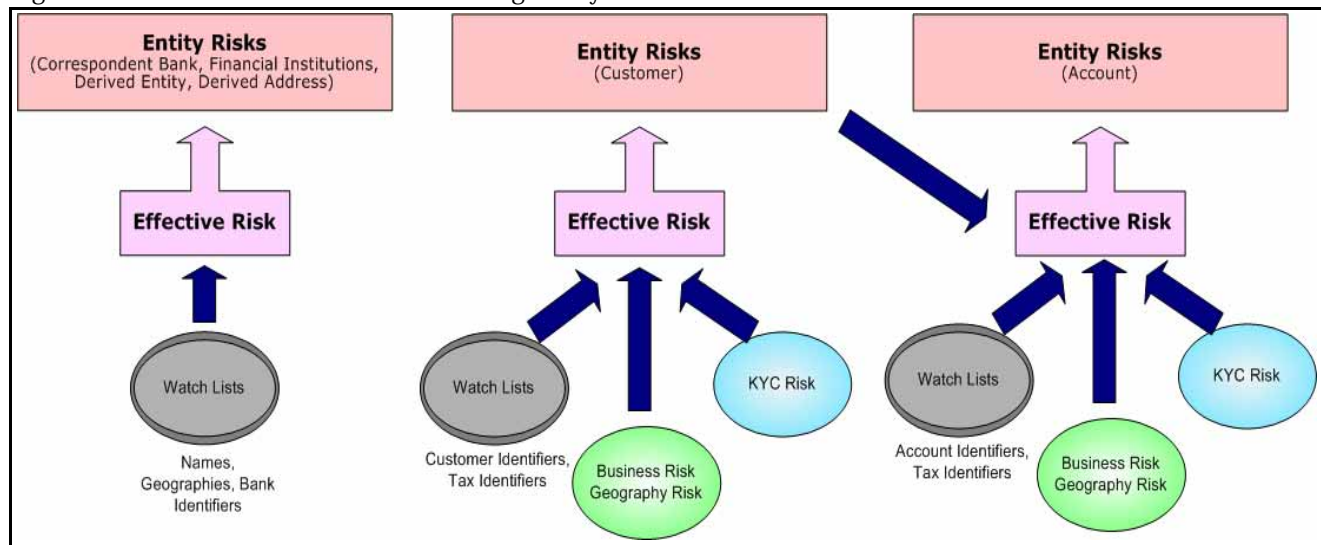 Entity Risks
(Correspondent Bank, Financial Institutions,
Derived Entity, Derived Address)
Effective Risk
Watch Lists
Names,
Geographies, Bank
Identifiers
Entity Risks
(Customer)
Effective Risk
Watch Lists
Customer Identifiers,
Tax Identifiers
Business Risk
Geography Risk
KYC Risk
Entity Risks
(Account)
Effective Risk
Watch Lists
Account Identifiers,
Tax Identifiers
Business Risk
Geography Risk
KYC Risk